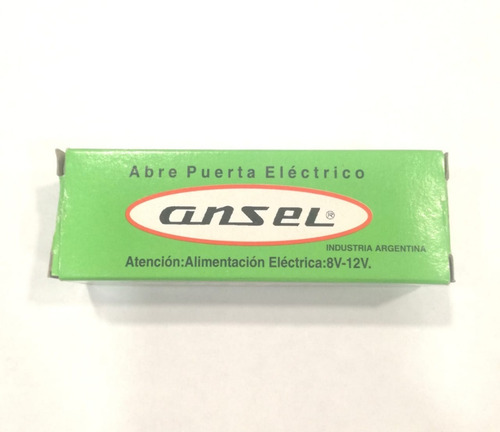 Abre Puerta Eléctrico
ansel®
INDUSTRIA ARGENTINA
Atención:Alimentación Eléctrica:8V-12V.